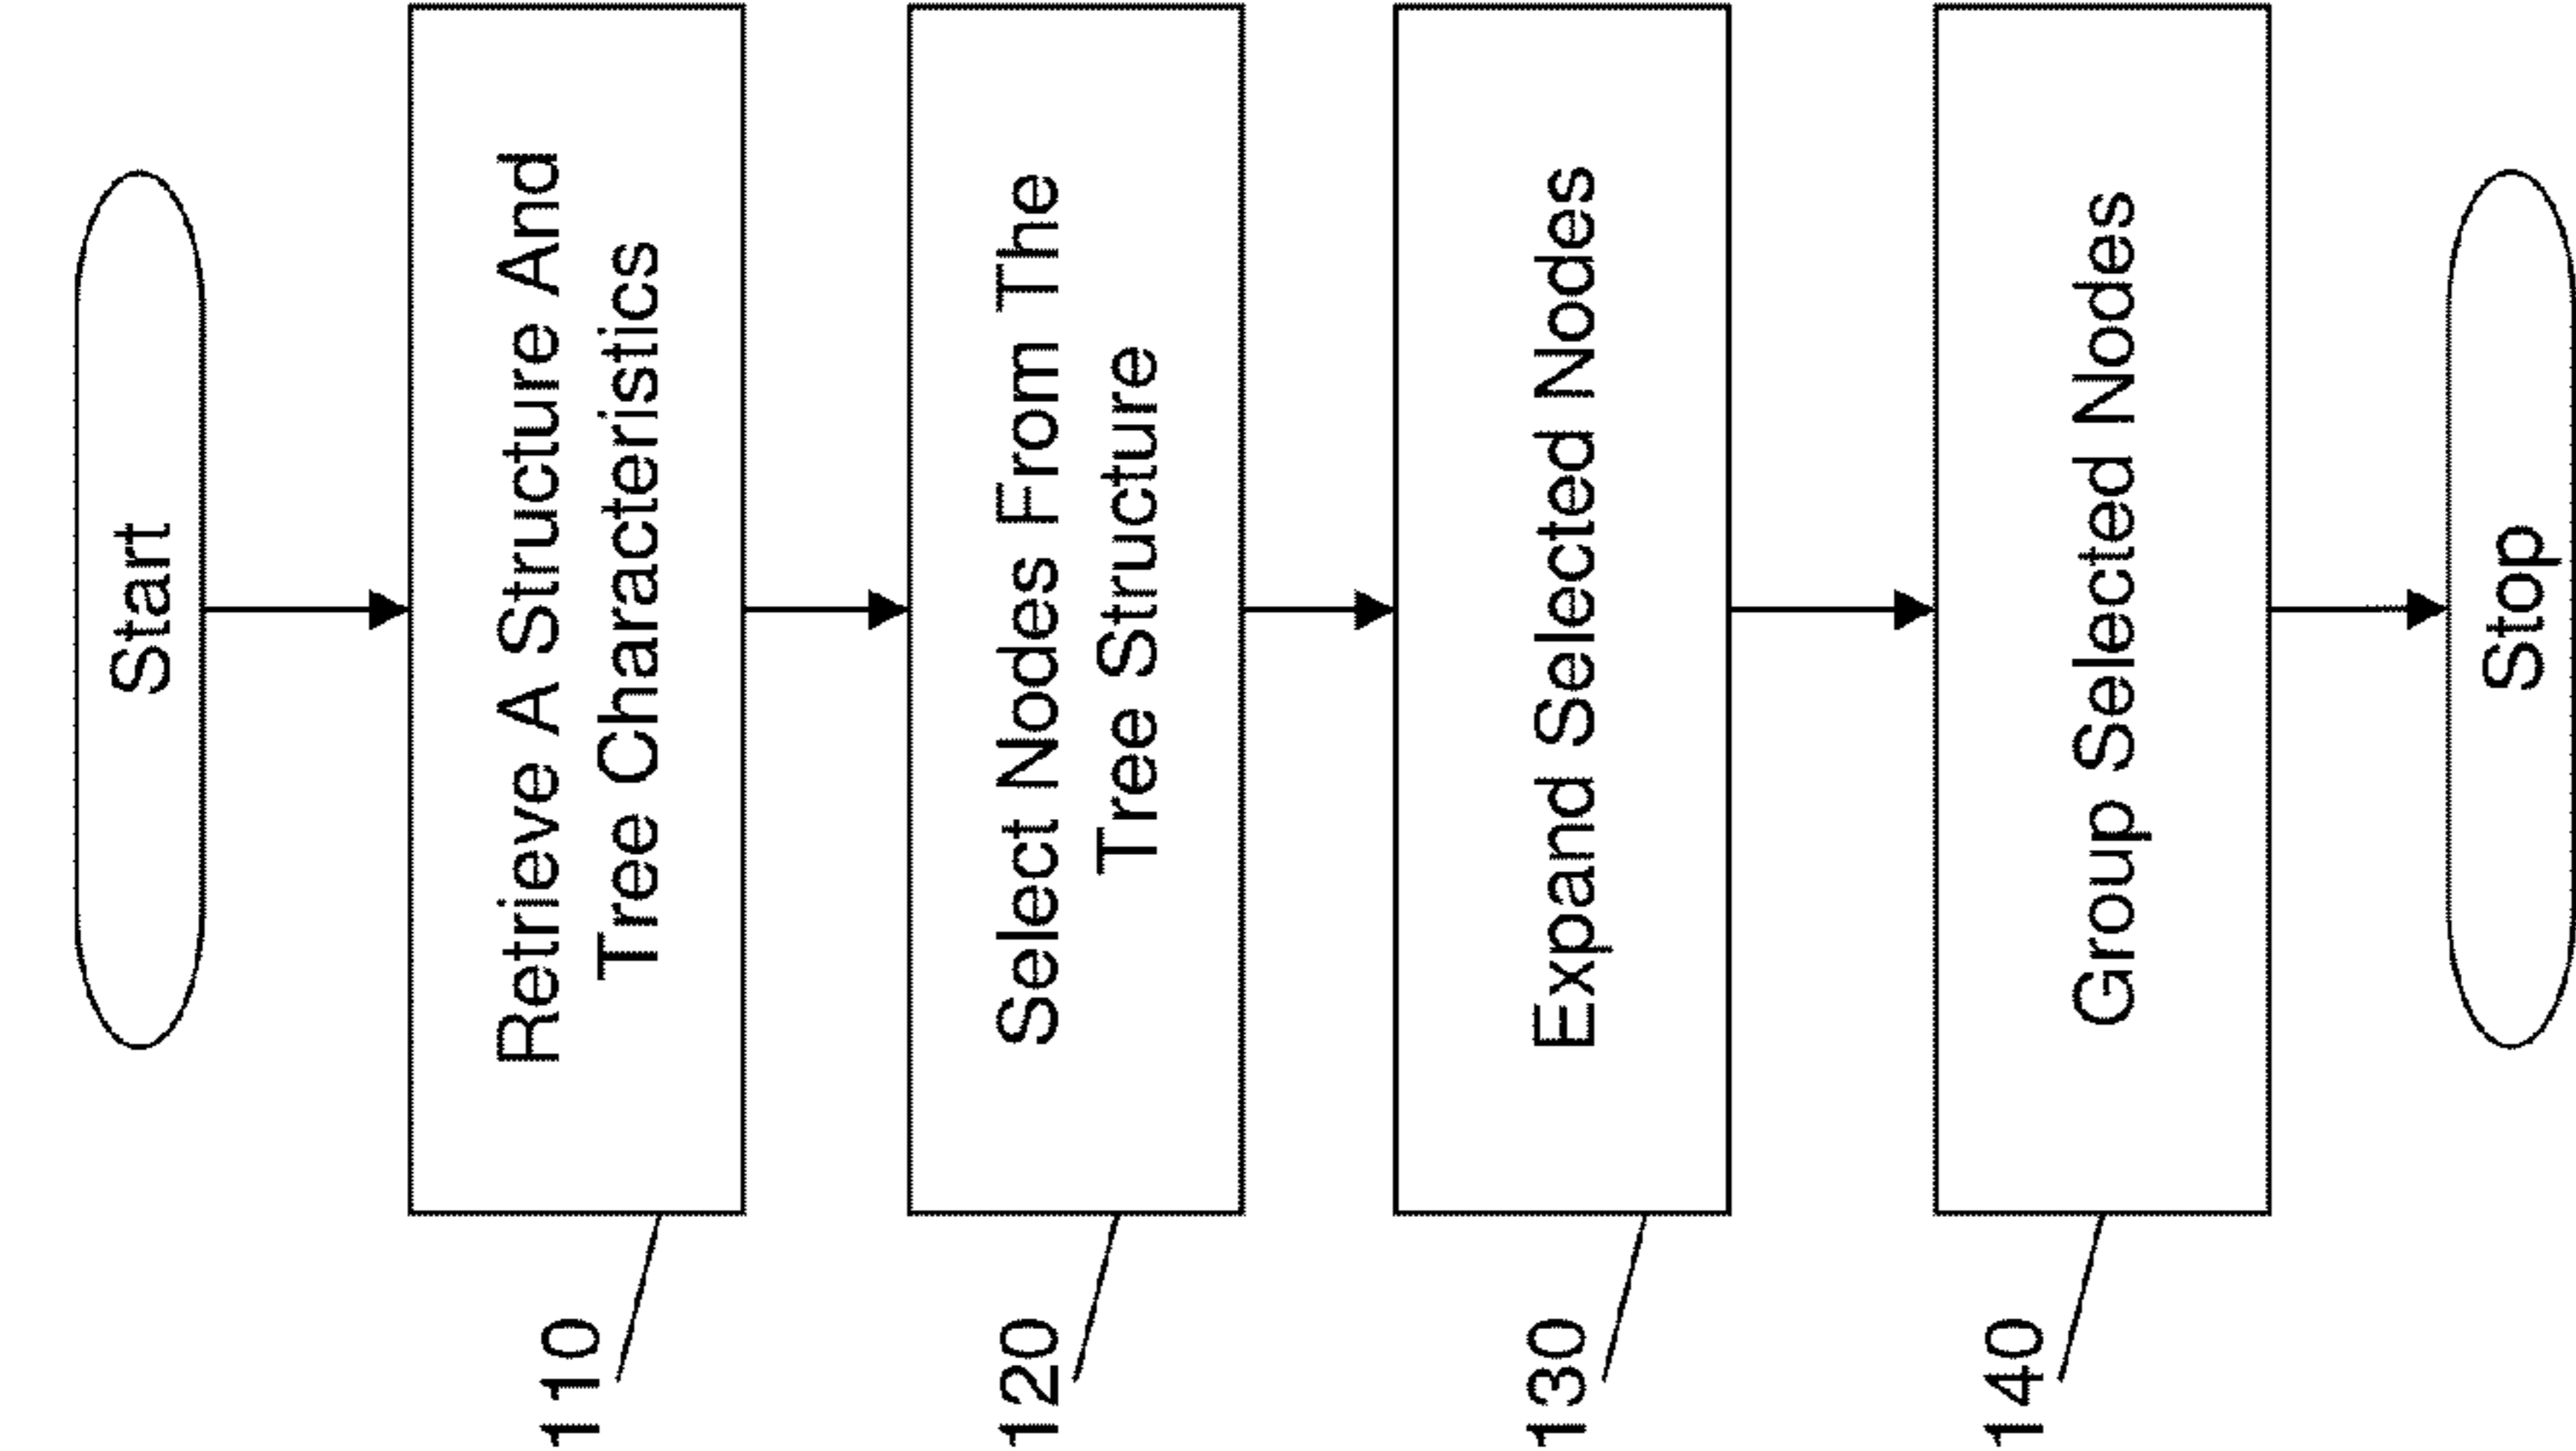 Start
110
Retrieve A Structure And
Tree Characteristics
120
Select Nodes From The
Tree Structure
130
Expand Selected Nodes
140
Group Selected Nodes
Stop